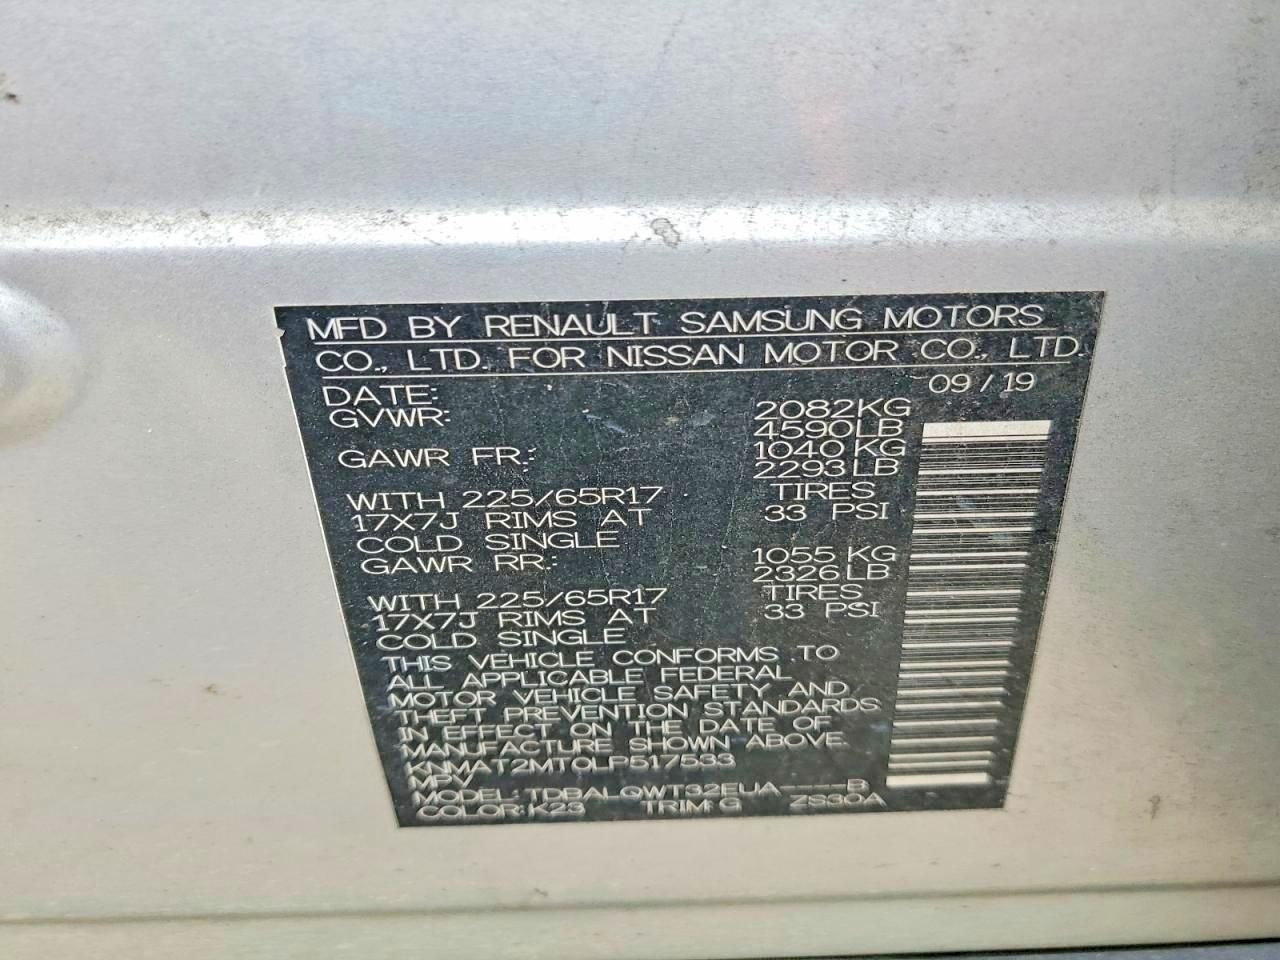 MFD BY RENAULT SAMSUNG MOTORS
CO., LTD. FOR NISSAN MOTOR CO., LTD.
DATE: 09 / 19
GVWR: 2082KG
4590LB
GAWR FR: 1040 KG
2293LB
WITH 225/65R17 TIRES
17X7J RIMS AT 33 PSI
COLD SINGLE
GAWR RR: 1055 KG
2326LB
WITH 225/65R17 TIRES
17X7J RIMS AT 33 PSI
COLD SINGLE
THIS VEHICLE CONFORMS TO
ALL APPLICABLE FEDERAL
MOTOR VEHICLE SAFETY AND
THEFT PREVENTION STANDARDS
IN EFFECT ON THE DATE OF
MANUFACTURE SHOWN ABOVE
KNMAT2MT0LP517533
MPV
MODEL: TDBALQWT32EUA----B
COLOR: K23 TRIM: G ZS30A